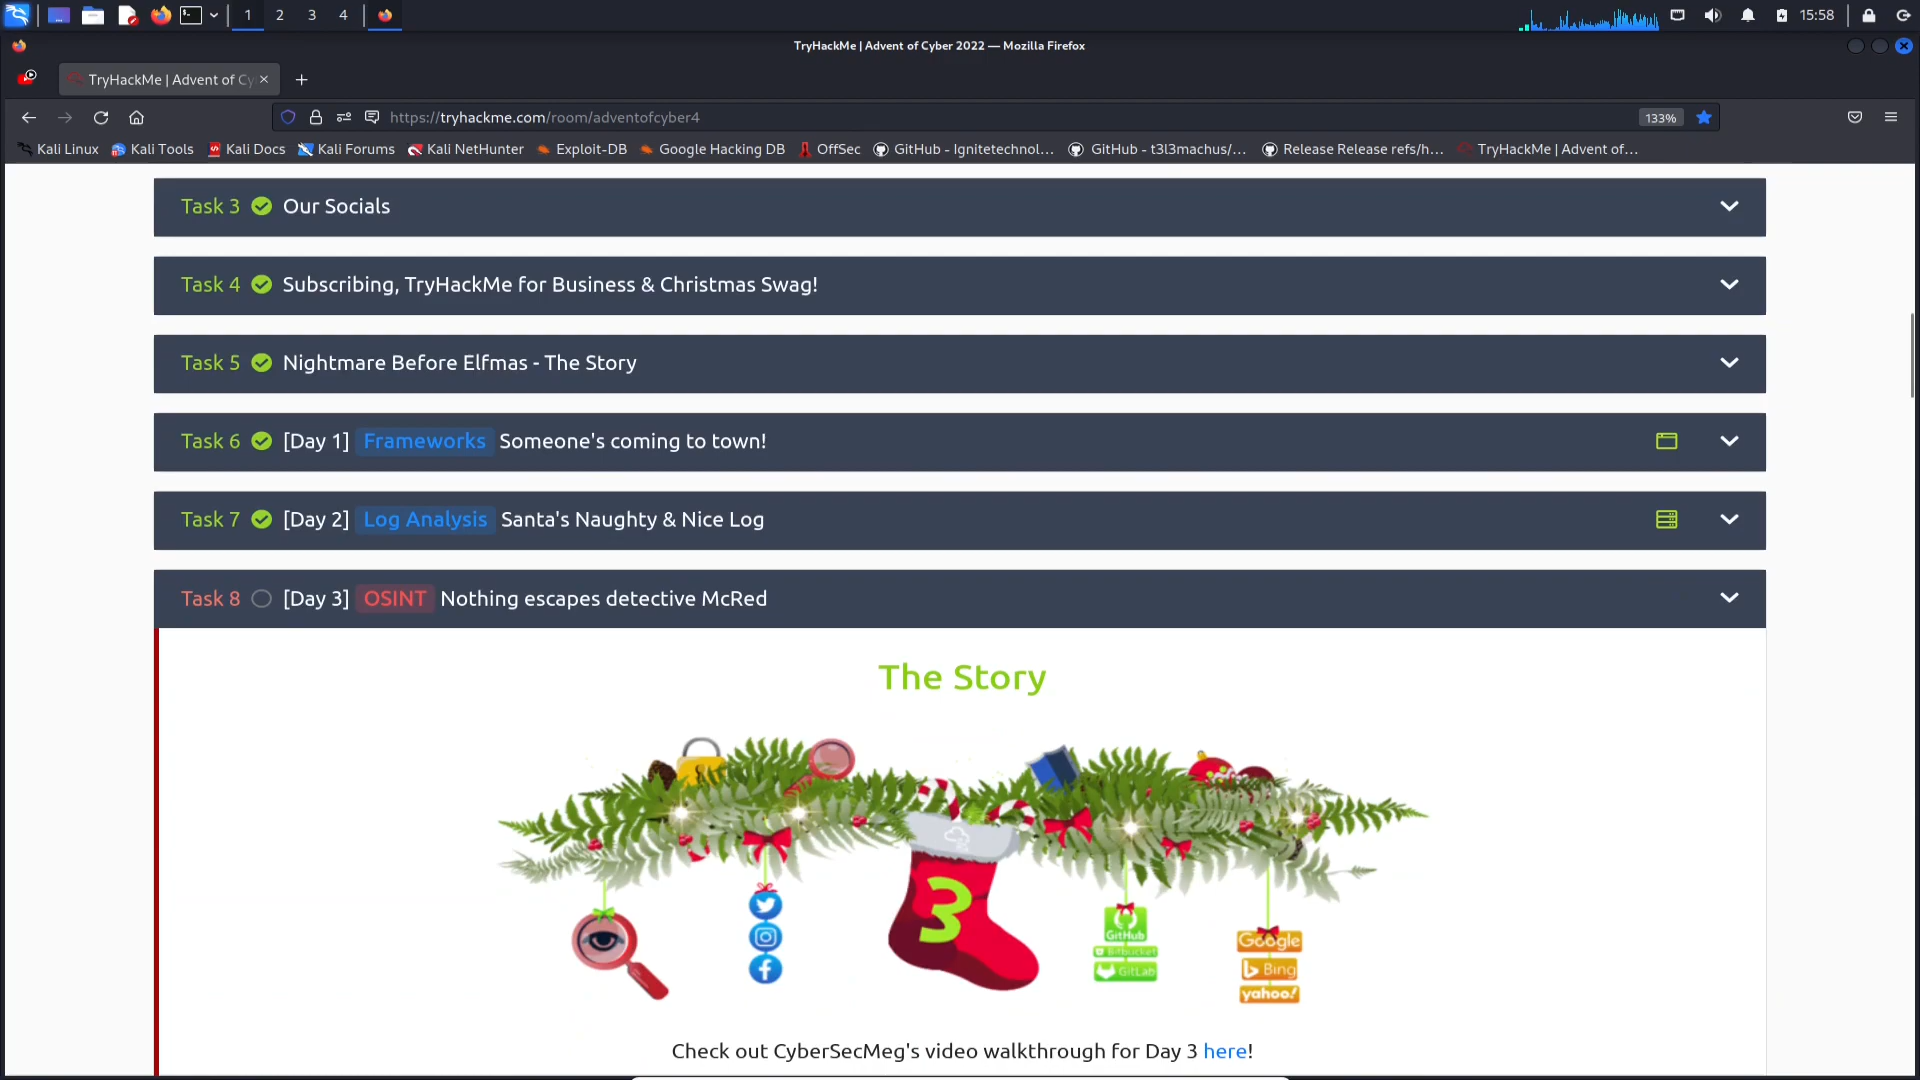 1 2 3 4 15:58
TryHackMe | Advent of Cyber 2022 — Mozilla Firefox
TryHackMe | Advent of Cy
https://tryhackme.com/room/adventofcyber4 133%
Kali Linux Kali Tools Kali Docs Kali Forums Kali NetHunter Exploit-DB Google Hacking DB OffSec GitHub - Ignitetechnol… GitHub - t3l3machus/… Release Release refs/h… TryHackMe | Advent of…
Task 3 Our Socials
Task 4 Subscribing, TryHackMe for Business & Christmas Swag!
Task 5 Nightmare Before Elfmas - The Story
Task 6 [Day 1] Frameworks Someone's coming to town!
Task 7 [Day 2] Log Analysis Santa's Naughty & Nice Log
Task 8 [Day 3] OSINT Nothing escapes detective McRed
The Story
3
GitHub
Bitbucket
GitLab
Google
Bing
yahoo!
Check out CyberSecMeg's video walkthrough for Day 3 here!